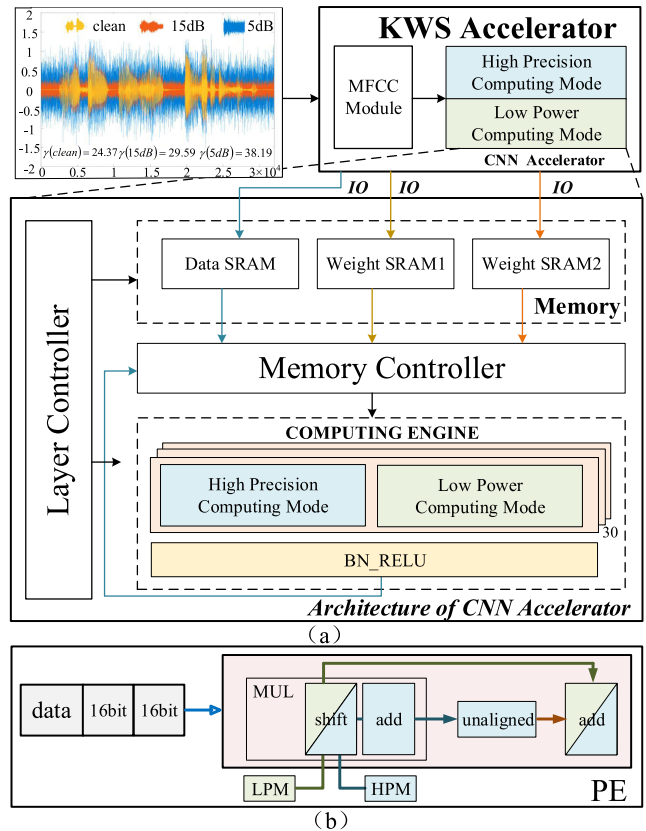 2
1.5
1
0.5
0
-0.5
-1
-1.5
-2
clean 15dB 5dB
γ(clean)=24.37 γ(15dB)=29.59 γ(5dB)=38.19
0 0.5 1 1.5 2 2.5 3×10⁴
KWS Accelerator
MFCC
Module
High Precision
Computing Mode
Low Power
Computing Mode
CNN Accelerator
IO IO IO
Layer Controller
Data SRAM
Weight SRAM1
Weight SRAM2
Memory
Memory Controller
COMPUTING ENGINE
High Precision
Computing Mode
Low Power
Computing Mode
30
BN_RELU
Architecture of CNN Accelerator
(a)
data 16bit 16bit
MUL
shift add unaligned add
LPM HPM
PE
(b)